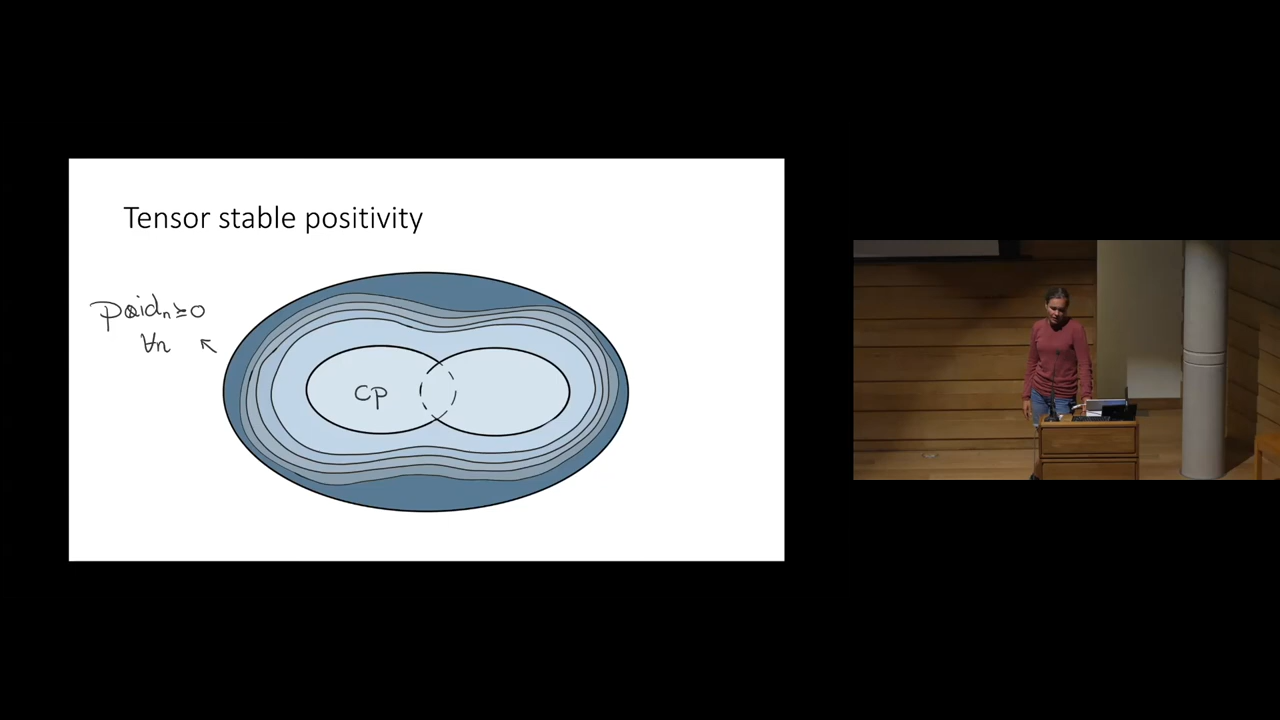 Tensor stable positivity
P⊗id_n ≥ 0
∀n
CP